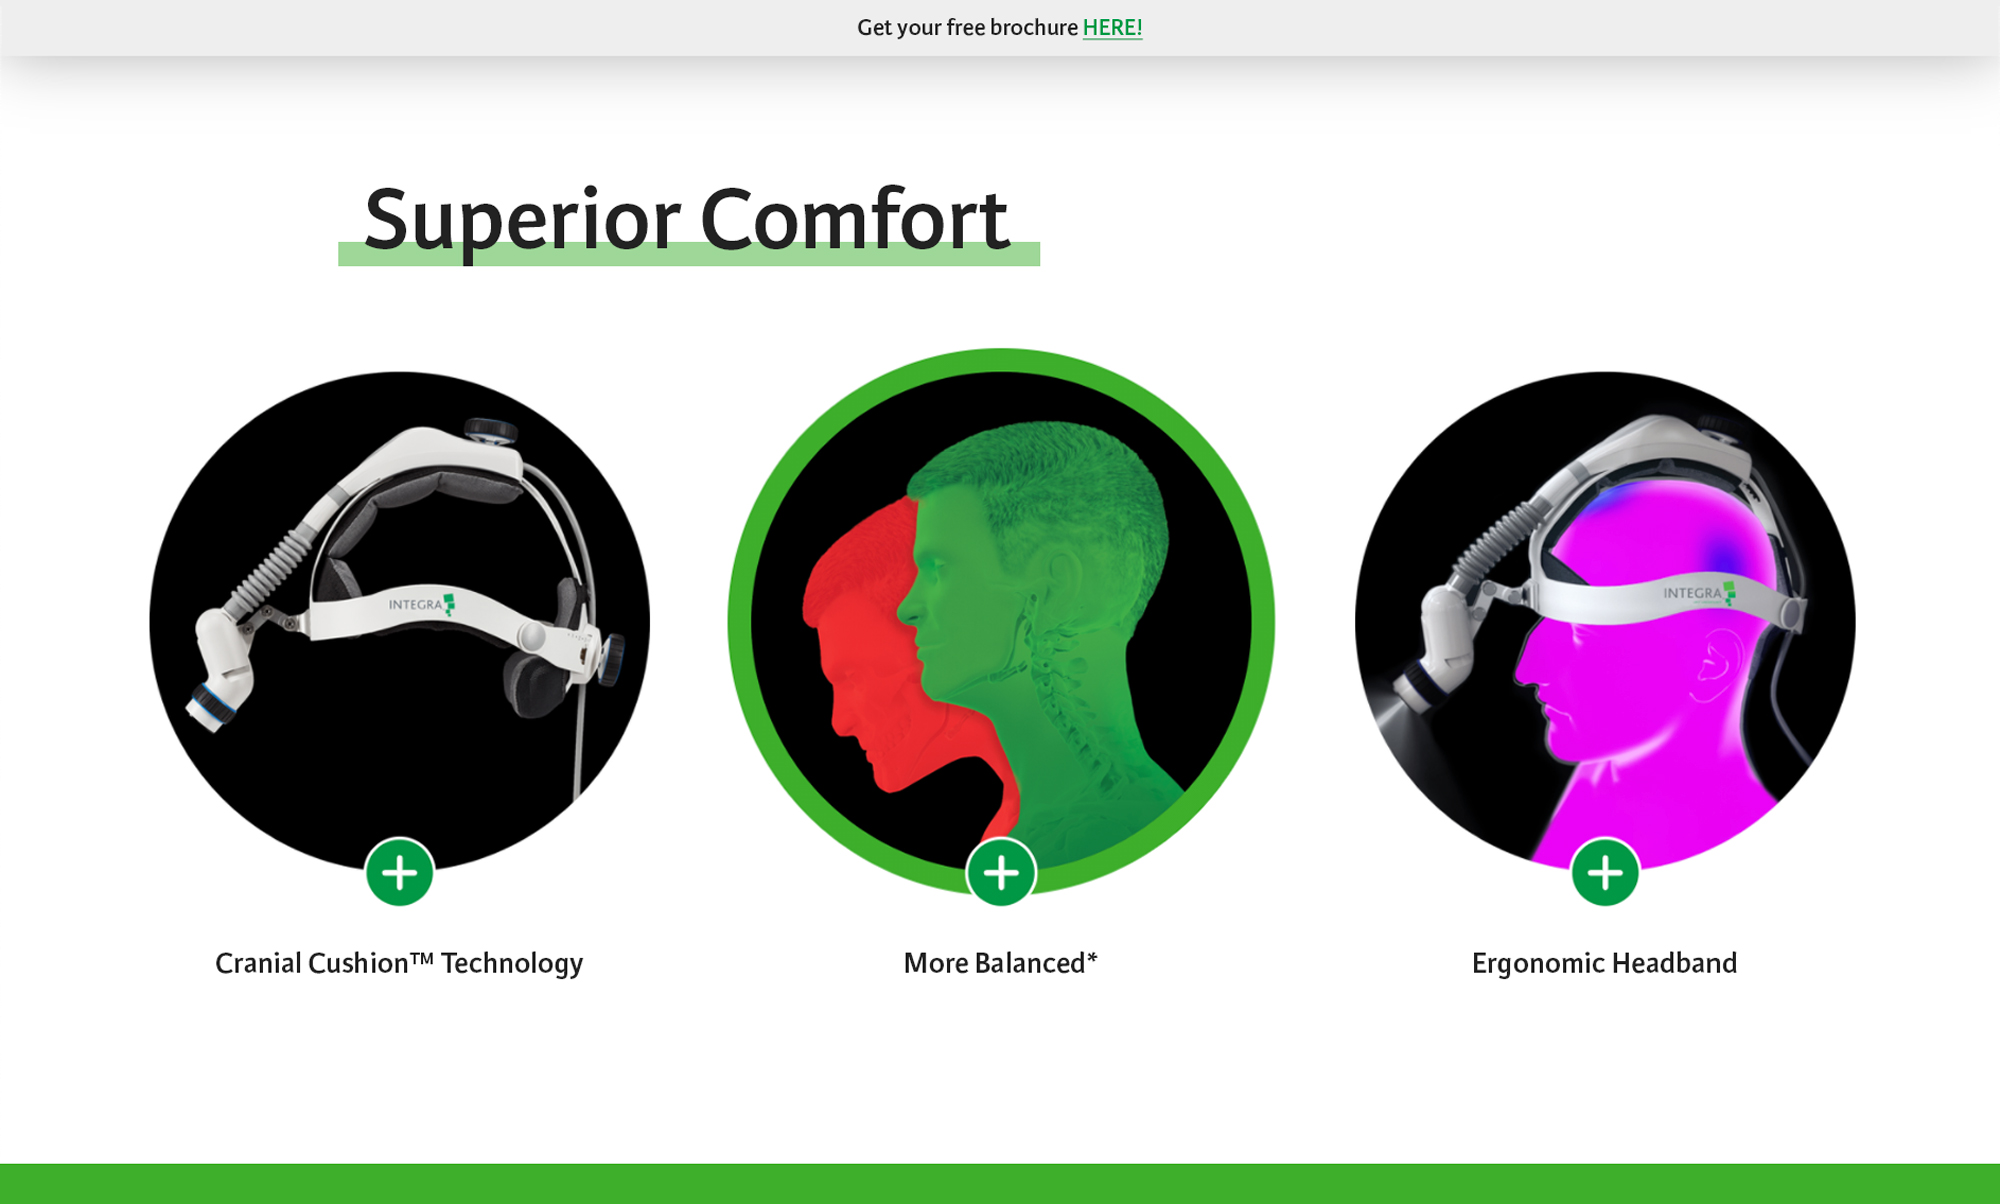 Get your free brochure HERE!
Superior Comfort
INTEGRA
INTEGRA
Cranial Cushion™ Technology
More Balanced*
Ergonomic Headband